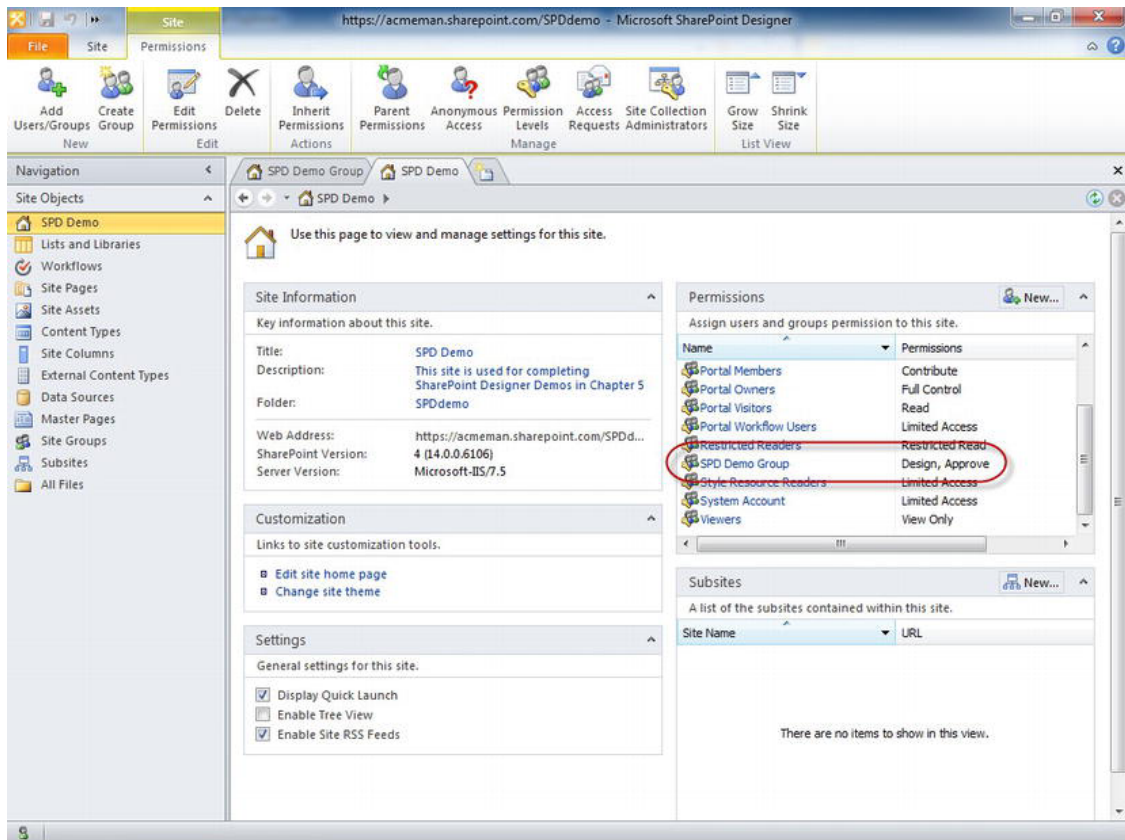 Site
https://acmeman.sharepoint.com/SPDdemo - Microsoft SharePoint Designer
File Site Permissions
Add Users/Groups
Create Group
Edit Permissions
Delete
Inherit Permissions
Parent Permissions
Anonymous Access
Permission Levels
Access Requests
Site Collection Administrators
Grow Size
Shrink Size
New Edit Actions Manage List View
Navigation
SPD Demo Group
SPD Demo
Site Objects
SPD Demo
SPD Demo
Lists and Libraries
Workflows
Site Pages
Site Assets
Content Types
Site Columns
External Content Types
Data Sources
Master Pages
Site Groups
Subsites
All Files
Use this page to view and manage settings for this site.
Site Information
Key information about this site.
Title: SPD Demo
Description: This site is used for completing
SharePoint Designer Demos in Chapter 5
Folder: SPDdemo
Web Address: https://acmeman.sharepoint.com/SPDd...
SharePoint Version: 4 (14.0.0.6106)
Server Version: Microsoft-IIS/7.5
Customization
Links to site customization tools.
Edit site home page
Change site theme
Settings
General settings for this site.
Display Quick Launch
Enable Tree View
Enable Site RSS Feeds
Permissions New...
Assign users and groups permission to this site.
Name Permissions
Portal Members Contribute
Portal Owners Full Control
Portal Visitors Read
Portal Workflow Users Limited Access
Restricted Readers Restricted Read
SPD Demo Group Design, Approve
Style Resource Readers Limited Access
System Account Limited Access
Viewers View Only
Subsites New...
A list of the subsites contained within this site.
Site Name URL
There are no items to show in this view.